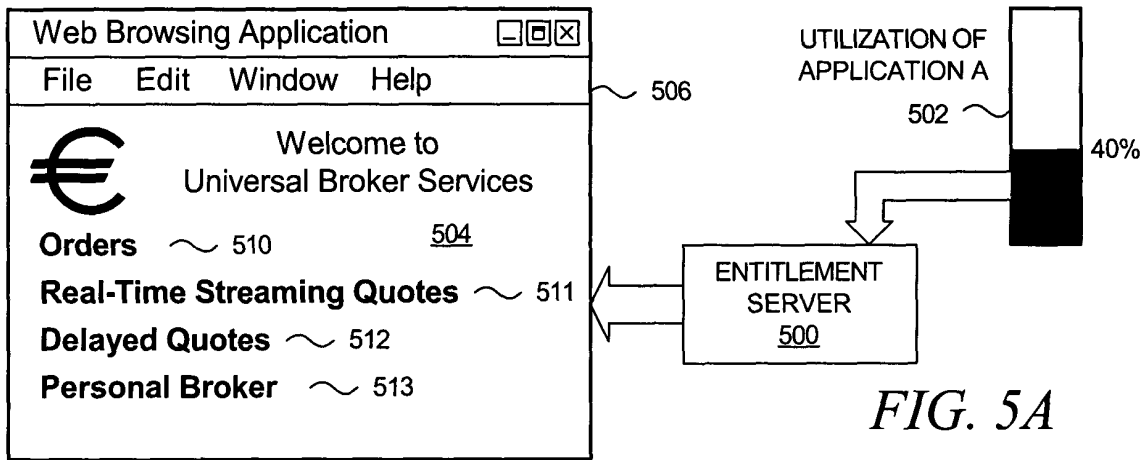 Web Browsing Application
File Edit Window Help
506
€
Welcome to
Universal Broker Services
504
Orders 510
Real-Time Streaming Quotes 511
Delayed Quotes 512
Personal Broker 513
UTILIZATION OF
APPLICATION A
502
40%
ENTITLEMENT
SERVER
500
FIG. 5A